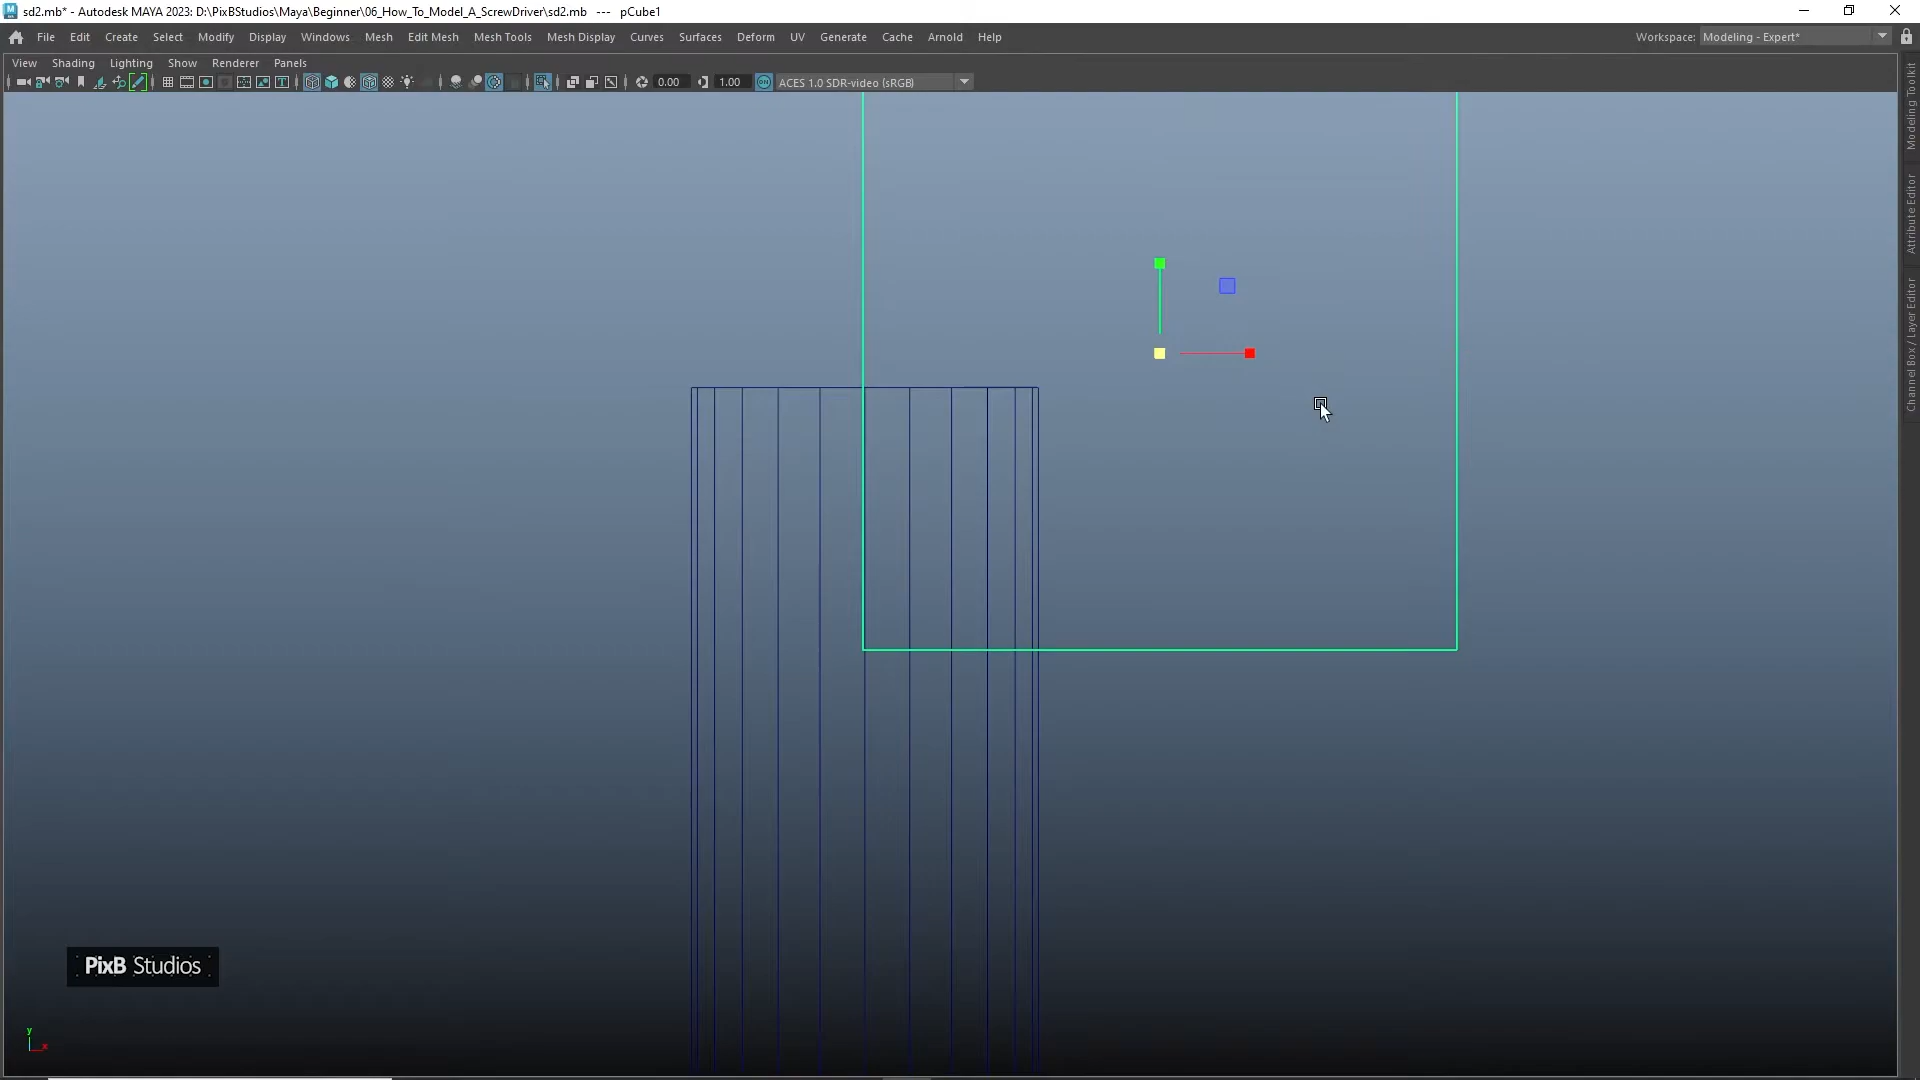 sd2.mb* - Autodesk MAYA 2023: D:\PixBStudios\Maya\Beginner\06_How_To_Model_A_ScrewDriver\sd2.mb --- pCube1
File Edit Create Select Modify Display Windows Mesh Edit Mesh Mesh Tools Mesh Display Curves Surfaces Deform UV Generate Cache Arnold Help Workspace: Modeling - Expert*
View Shading Lighting Show Renderer Panels
0.00 1.00 ON ACES 1.0 SDR-video (sRGB)
Modeling Toolkit
Attribute Editor
Channel Box / Layer Editor
PixB Studios
y
x